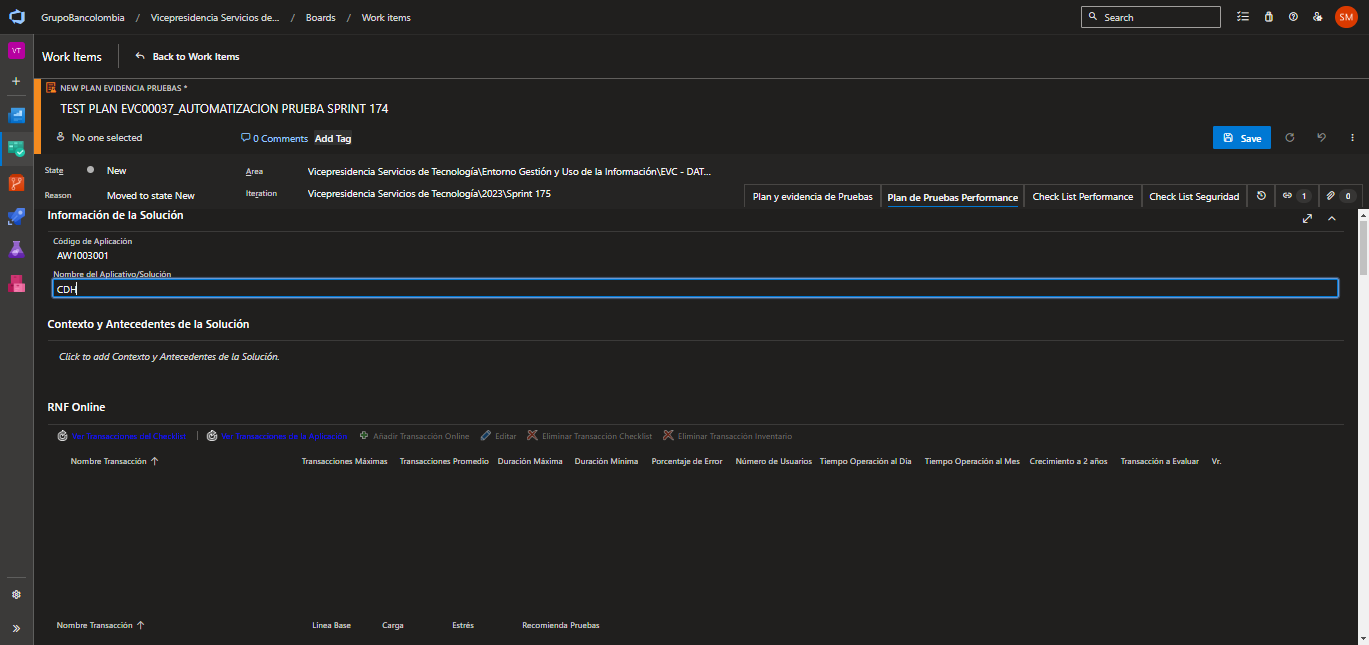 GrupoBancolombia / Vicepresidencia Servicios de... / Boards / Work items
Search
SM
VT
Work Items
Back to Work Items
NEW PLAN EVIDENCIA PRUEBAS *
TEST PLAN EVC00037_AUTOMATIZACION PRUEBA SPRINT 174
No one selected
0 Comments
Add Tag
Save
State
New
Area
Vicepresidencia Servicios de Tecnología\Entorno Gestión y Uso de la Información\EVC - DAT...
Reason
Moved to state New
Iteration
Vicepresidencia Servicios de Tecnología\2023\Sprint 175
Plan y evidencia de Pruebas
Plan de Pruebas Performance
Check List Performance
Check List Seguridad
1
0
Información de la Solución
Código de Aplicación
AW1003001
Nombre del Aplicativo/Solución
CDH
Contexto y Antecedentes de la Solución
Click to add Contexto y Antecedentes de la Solución.
RNF Online
Ver Transacciones del Checklist | Ver Transacciones de la Aplicación Añadir Transacción Online Editar Eliminar Transacción Checklist Eliminar Transacción Inventario
Nombre Transacción ↑ Transacciones Máximas Transacciones Promedio Duración Máxima Duración Mínima Porcentaje de Error Número de Usuarios Tiempo Operación al Día Tiempo Operación al Mes Crecimiento a 2 años Transacción a Evaluar Vr.
Nombre Transacción ↑ Línea Base Carga Estrés Recomienda Pruebas